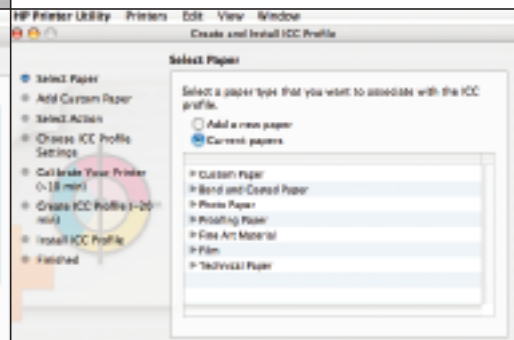 HP Printer Utility Printers Edit View Window
Create and Install ICC Profile
Select Paper
Select Paper
Add Custom Paper
Select Action
Choose ICC Profile
Settings
Calibrate Your Printer
(~18 min)
Create ICC Profile (~20
min)
Install ICC Profile
Finished
Select a paper type that you want to associate with the ICC
profile.
Add a new paper
Current papers
Custom Paper
Bond and Coated Paper
Photo Paper
Proofing Paper
Fine Art Material
Film
Technical Paper